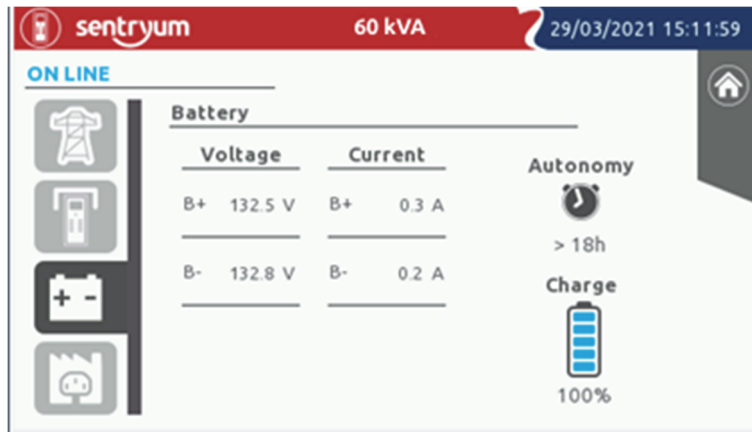 sentryum 60 kVA 29/03/2021 15:11:59
ON LINE
Battery
Voltage Current
B+ 132.5 V B+ 0.3 A
B- 132.8 V B- 0.2 A
Autonomy
> 18h
Charge
100%